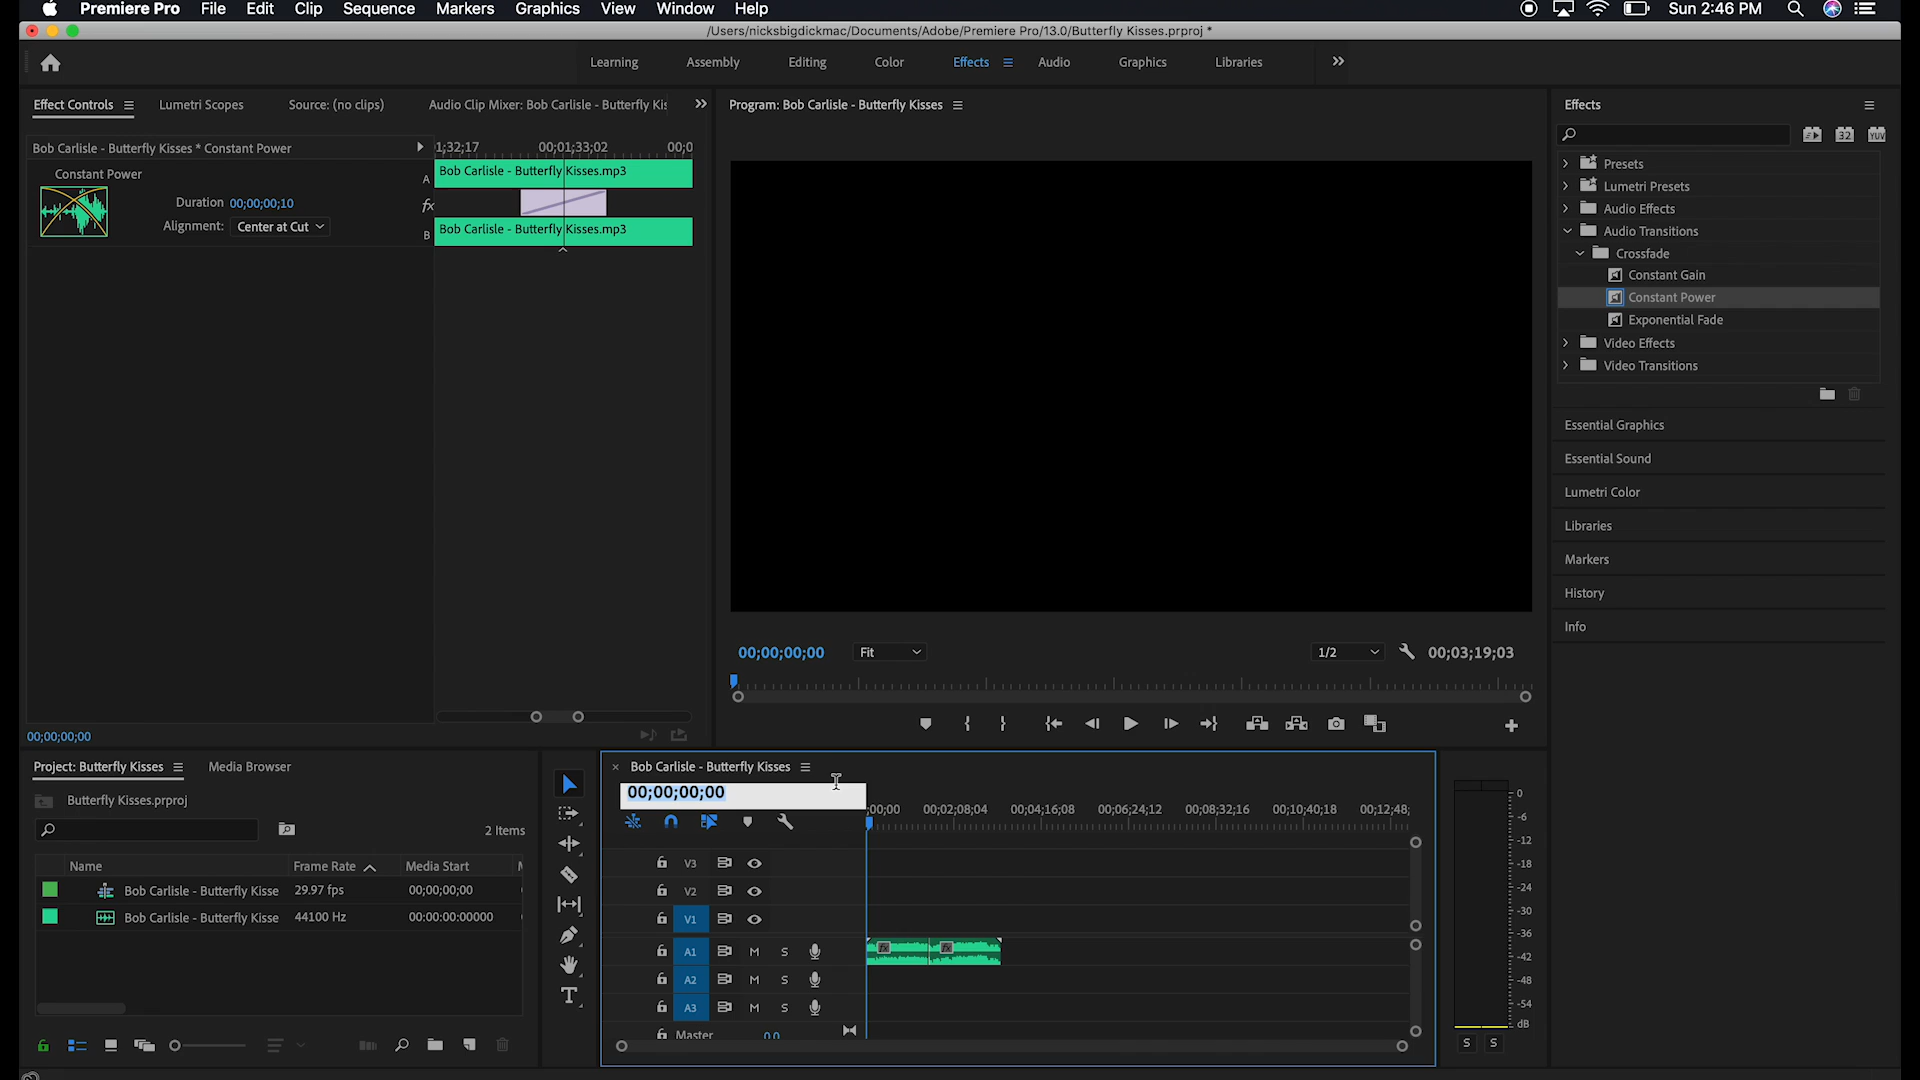 Premiere Pro File Edit Clip Sequence Markers Graphics View Window Help Sun 2:46 PM
/Users/nicksbigdickmac/Documents/Adobe/Premiere Pro/13.0/Butterfly Kisses.prproj *
Learning Assembly Editing Color Effects Audio Graphics Libraries
Effect Controls Lumetri Scopes Source: (no clips) Audio Clip Mixer: Bob Carlisle - Butterfly Kis
Bob Carlisle - Butterfly Kisses * Constant Power
1;32;17 00;01;33;02 00;0
Constant Power
A Bob Carlisle - Butterfly Kisses.mp3
Duration 00;00;00;10
fx
Alignment: Center at Cut
B Bob Carlisle - Butterfly Kisses.mp3
00;00;00;00
Program: Bob Carlisle - Butterfly Kisses
00;00;00;00 Fit 1/2 00;03;19;03
Effects
32 YUV
Presets
Lumetri Presets
Audio Effects
Audio Transitions
Crossfade
Constant Gain
Constant Power
Exponential Fade
Video Effects
Video Transitions
Essential Graphics
Essential Sound
Lumetri Color
Libraries
Markers
History
Info
Project: Butterfly Kisses Media Browser
Butterfly Kisses.prproj
2 Items
Name Frame Rate Media Start
Bob Carlisle - Butterfly Kisse 29.97 fps 00;00;00;00
Bob Carlisle - Butterfly Kisse 44100 Hz 00:00:00:00000
T
× Bob Carlisle - Butterfly Kisses
00;00;00;00
;00;00 00;02;08;04 00;04;16;08 00;06;24;12 00;08;32;16 00;10;40;18 00;12;48;
V3
V2
V1
A1 M S fx fx
A2 M S
A3 M S
Master 0.0
0
-6
-12
-18
-24
-30
-36
-42
-48
-54
dB
S S